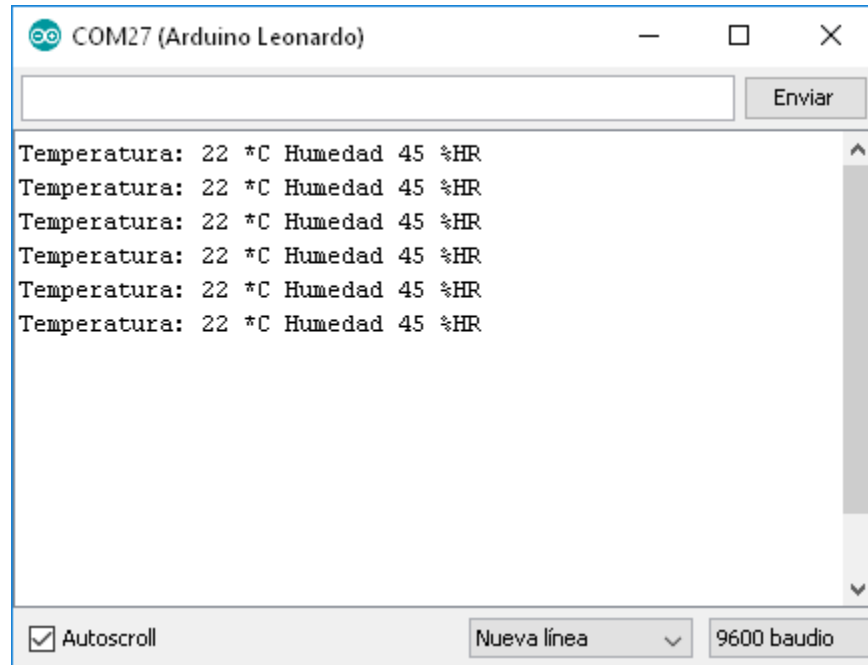 COM27 (Arduino Leonardo)
Enviar
Temperatura: 22 *C Humedad 45 %HR
Temperatura: 22 *C Humedad 45 %HR
Temperatura: 22 *C Humedad 45 %HR
Temperatura: 22 *C Humedad 45 %HR
Temperatura: 22 *C Humedad 45 %HR
Temperatura: 22 *C Humedad 45 %HR
Autoscroll Nueva línea 9600 baudio